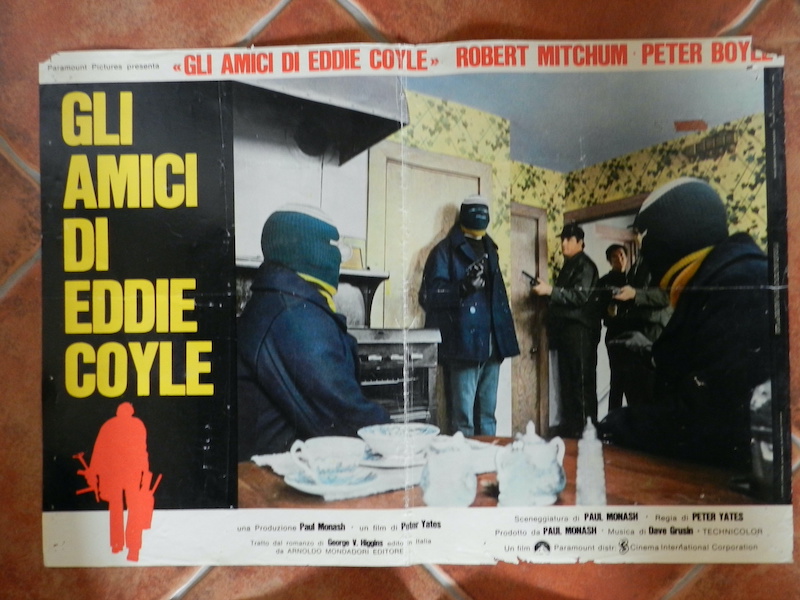 Paramount Pictures presenta «GLI AMICI DI EDDIE COYLE» ROBERT MITCHUM · PETER BOYLE
GLI
AMICI
DI
EDDIE
COYLE
una Produzione Paul Monash · un film di Peter Yates
Tratto dal romanzo di George V. Higgins edito in Italia
da ARNOLDO MONDADORI EDITORE
Sceneggiatura di PAUL MONASH · Regia di PETER YATES
Prodotto da PAUL MONASH · Musica di Dave Grusin · TECHNICOLOR
Un film Paramount distr. Cinema International Corporation